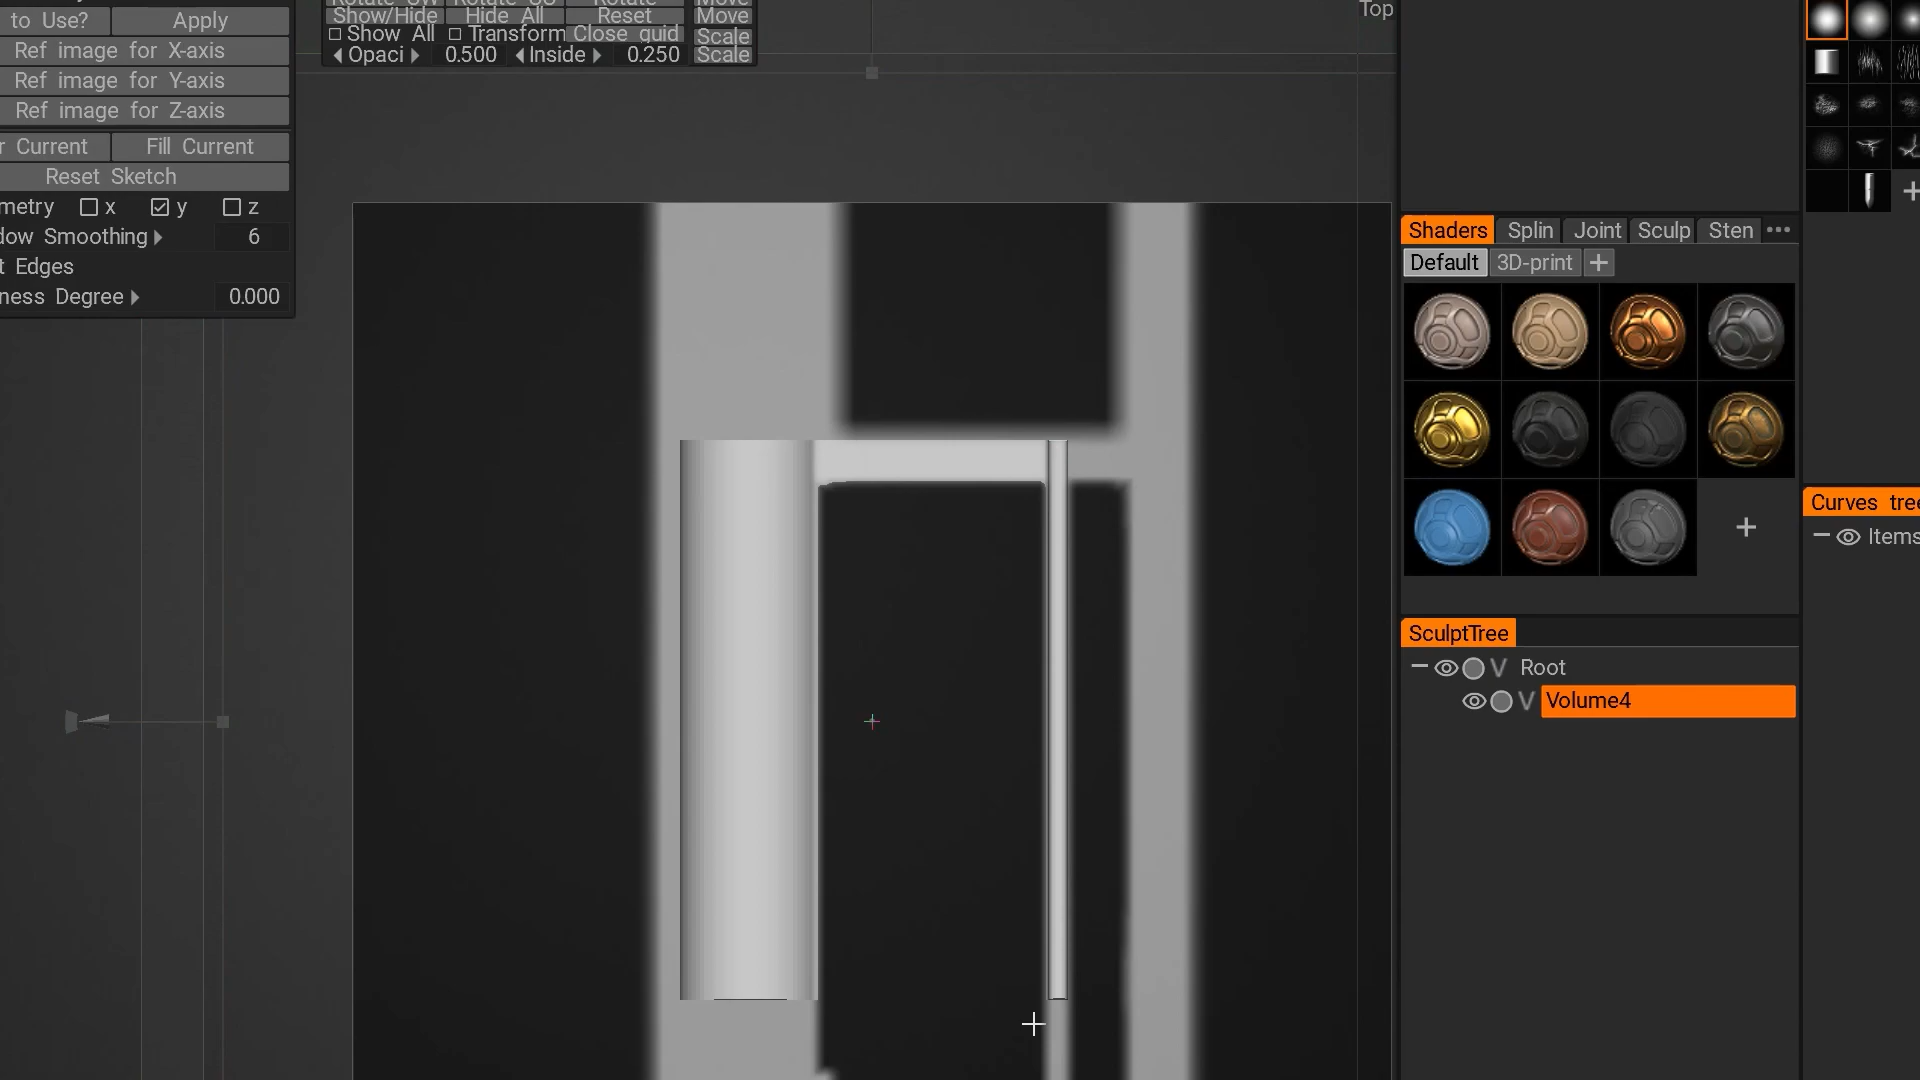 to Use? Apply
Ref image for X-axis
Ref image for Y-axis
Ref image for Z-axis
r Current Fill Current
Reset Sketch
metry x y z
dow Smoothing 6
t Edges
ness Degree 0.000
Rotate Move
Show/Hide Hide All Reset Move
Show All Transform Close guid Scale
Opaci 0.500 Inside 0.250 Scale
Top
Shaders Splin Joint Sculp Sten
Default 3D-print +
SculptTree
V Root
V Volume4
Curves tree
Items